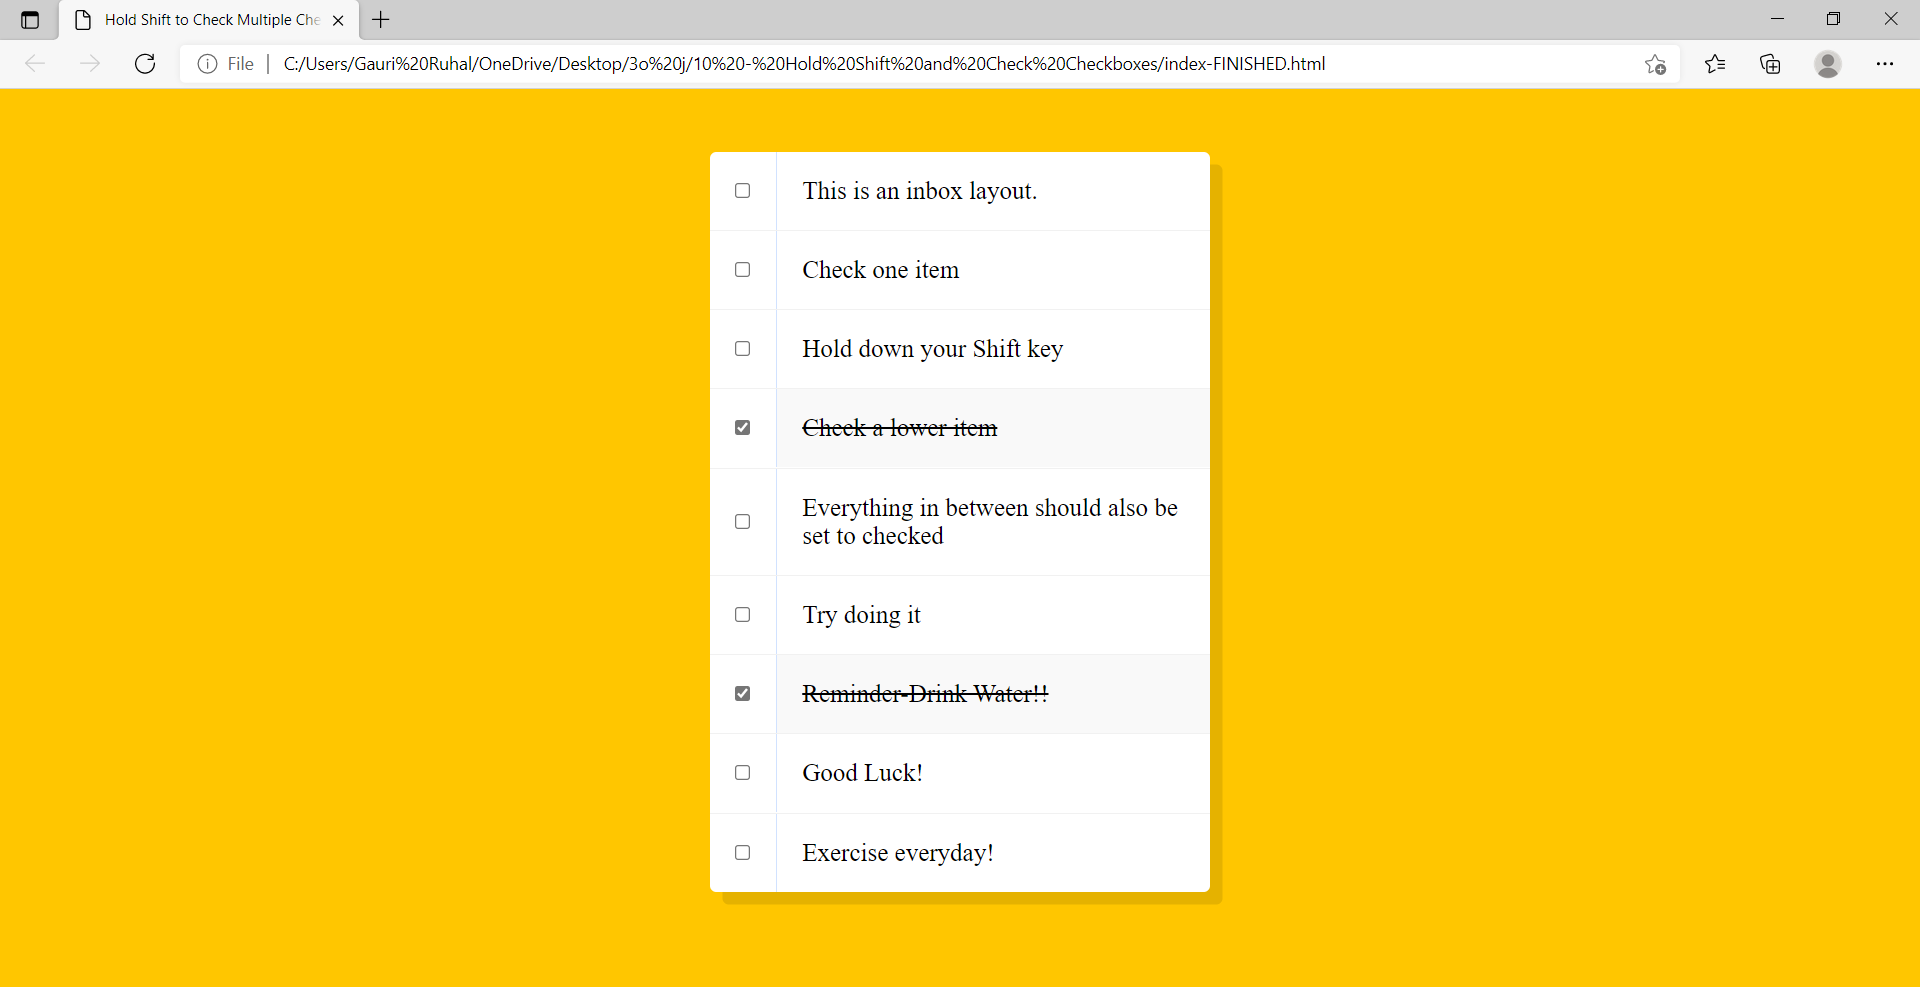 Hold Shift to Check Multiple Che
File
C:/Users/Gauri%20Ruhal/OneDrive/Desktop/3o%20j/10%20-%20Hold%20Shift%20and%20Check%20Checkboxes/index-FINISHED.html
This is an inbox layout.
Check one item
Hold down your Shift key
Check a lower item
Everything in between should also be
set to checked
Try doing it
Reminder-Drink Water!!
Good Luck!
Exercise everyday!